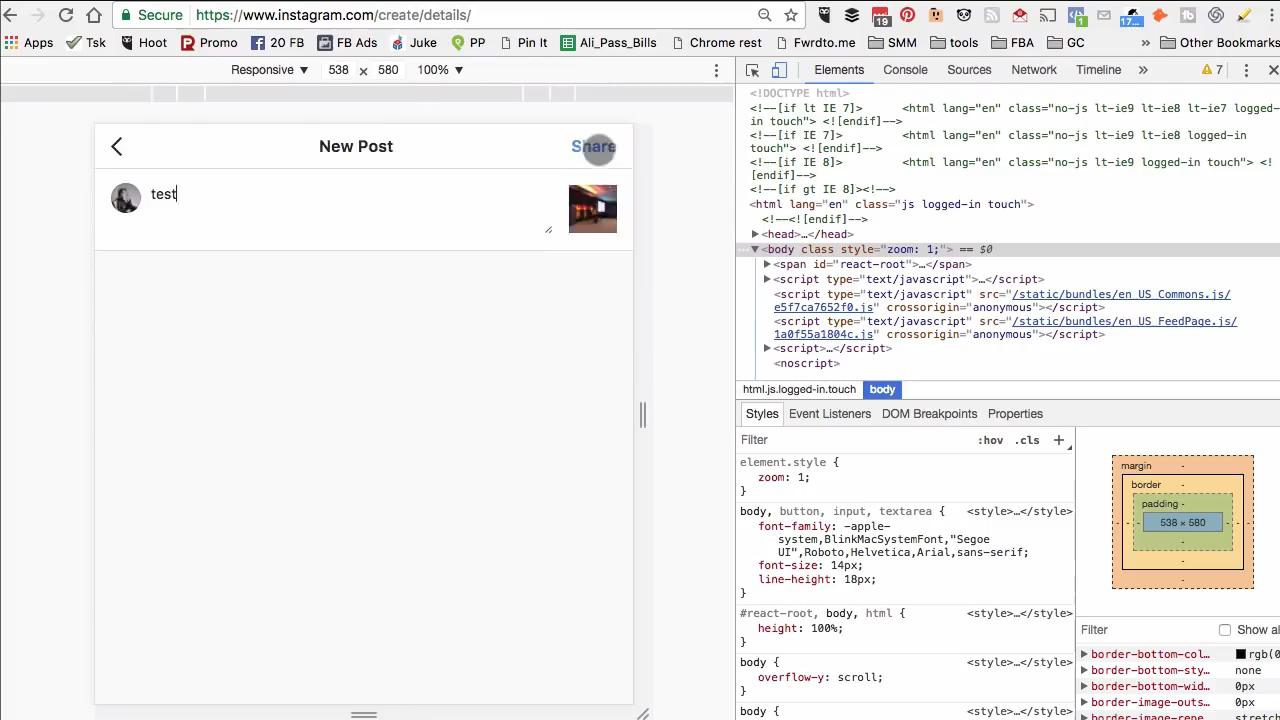 Secure https://www.instagram.com/create/details/
19 1 17...
Apps Tsk Hoot Promo 20 FB FB Ads Juke PP Pin It Ali_Pass_Bills Chrome rest Fwrdto.me SMM tools FBA GC » Other Bookmarks
Responsive ▼ 538 × 580 100% ▼
Elements Console Sources Network Timeline » 7
New Post
Share
test
<!DOCTYPE html>
<!--[if lt IE 7]> <html lang="en" class="no-js lt-ie9 lt-ie8 lt-ie7 logged-
in touch"> <![endif]-->
<!--[if IE 7]> <html lang="en" class="no-js lt-ie9 lt-ie8 logged-in
touch"> <![endif]-->
<!--[if IE 8]> <html lang="en" class="no-js lt-ie9 logged-in touch"> <!
[endif]-->
<!--[if gt IE 8]><!-->
<html lang="en" class="js logged-in touch">
<!--<![endif]-->
▶<head>…</head>
…▼<body class style="zoom: 1;"> == $0
▶<span id="react-root">…</span>
▶<script type="text/javascript">…</script>
<script type="text/javascript" src="/static/bundles/en_US_Commons.js/
e5f7ca7652f0.js" crossorigin="anonymous"></script>
<script type="text/javascript" src="/static/bundles/en_US_FeedPage.js/
1a0f55a1804c.js" crossorigin="anonymous"></script>
▶<script>…</script>
<noscript>
html.js.logged-in.touch body
Styles Event Listeners DOM Breakpoints Properties
Filter :hov .cls +
element.style {
zoom: 1;
}
body, button, input, textarea { <style>…</style>
font-family: -apple-
system,BlinkMacSystemFont,"Segoe
UI",Roboto,Helvetica,Arial,sans-serif;
font-size: 14px;
line-height: 18px;
}
#react-root, body, html { <style>…</style>
height: 100%;
}
body { <style>…</style>
overflow-y: scroll;
}
body { <style>…</style>
margin -
border -
padding -
- - - 538 × 580 - - -
-
-
-
Filter Show al
▶ border-bottom-col… rgb(0
▶ border-bottom-sty… none
▶ border-bottom-wid… 0px
▶ border-image-outs… 0px
▶ border-image-repe… stretch